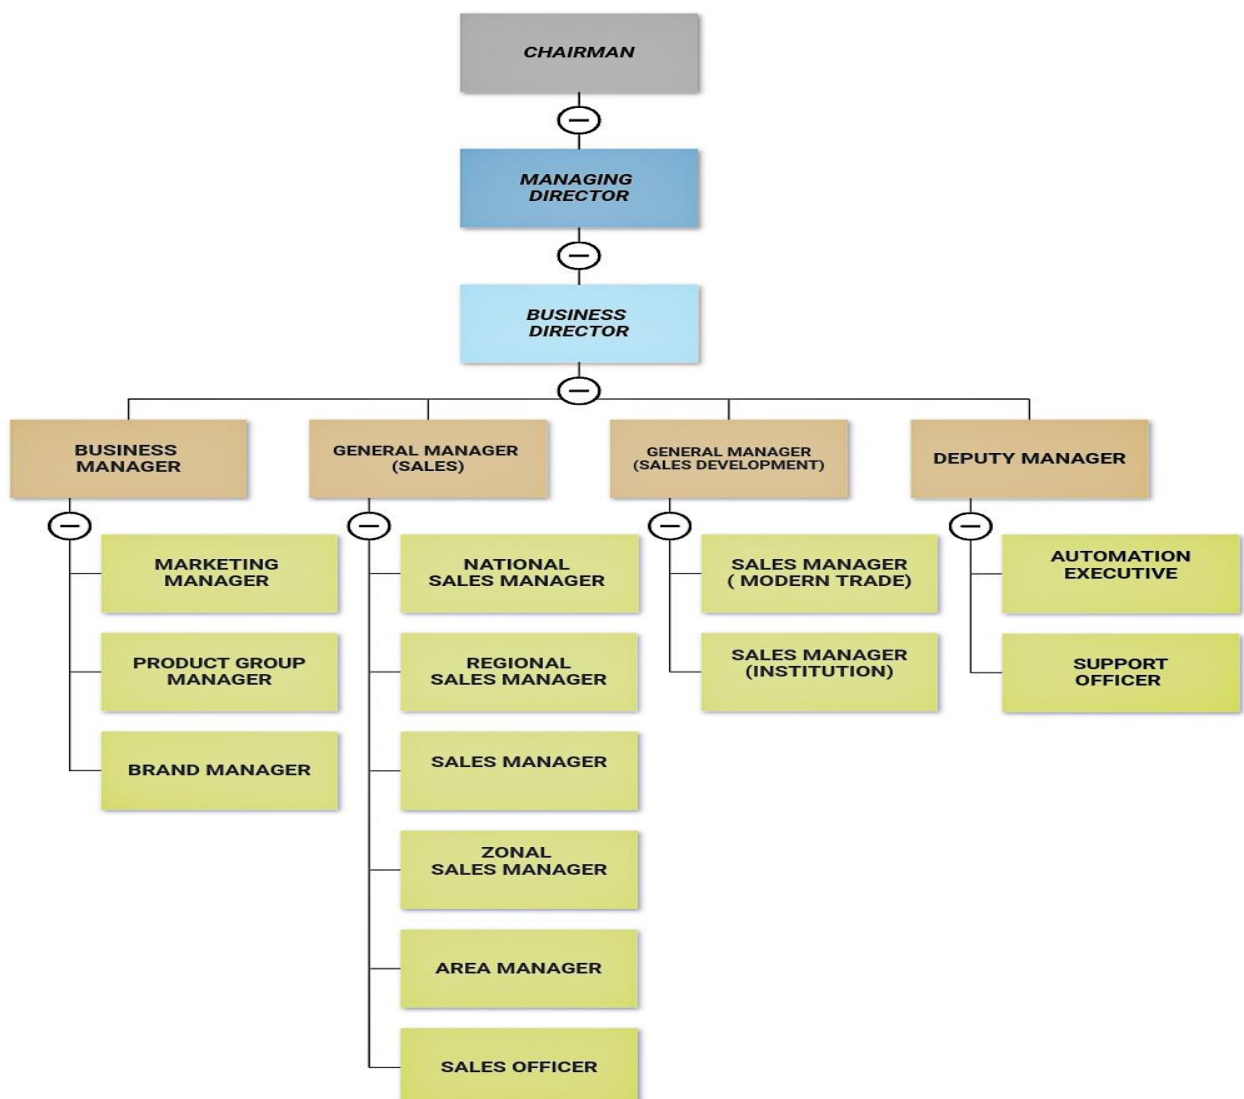 CHAIRMAN
MANAGING
DIRECTOR
BUSINESS
DIRECTOR
BUSINESS
MANAGER
GENERAL MANAGER
(SALES)
GENERAL MANAGER
(SALES DEVELOPMENT)
DEPUTY MANAGER
MARKETING
MANAGER
PRODUCT GROUP
MANAGER
BRAND MANAGER
NATIONAL
SALES MANAGER
REGIONAL
SALES MANAGER
SALES MANAGER
ZONAL
SALES MANAGER
AREA MANAGER
SALES OFFICER
SALES MANAGER
( MODERN TRADE)
SALES MANAGER
(INSTITUTION)
AUTOMATION
EXECUTIVE
SUPPORT
OFFICER